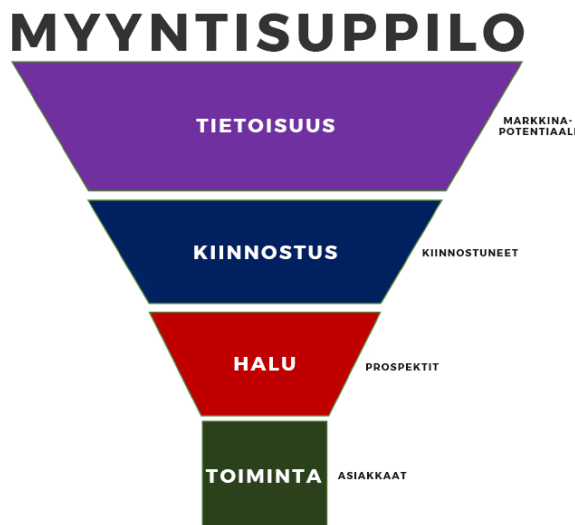 MYYNTISUPPILO
TIETOISUUS
MARKKINA-
POTENTIAALI
KIINNOSTUS
KIINNOSTUNEET
HALU
PROSPEKTIT
TOIMINTA
ASIAKKAAT